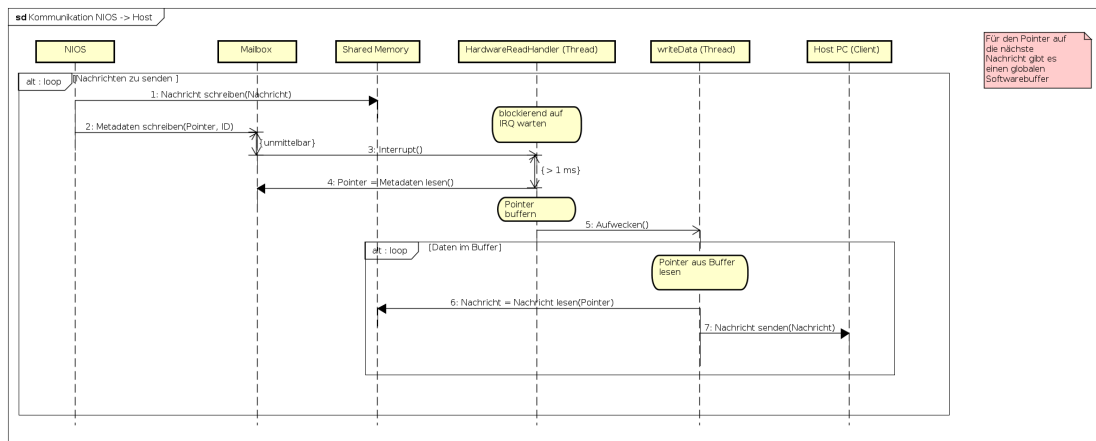 sd Kommunikation NIOS -> Host
NIOS
Mailbox
Shared Memory
HardwareReadHandler (Thread)
writeData (Thread)
Host PC (Client)
Für den Pointer auf
die nächste
Nachricht gibt es
einen globalen
Softwarebuffer
alt : loop
[Nachrichten zu senden ]
1: Nachricht schreiben(Nachricht)
blockierend auf
IRQ warten
2: Metadaten schreiben(Pointer, ID)
{unmittelbar}
3: Interrupt()
{ > 1 ms}
4: Pointer = Metadaten lesen()
Pointer
buffern
5: Aufwecken()
alt : loop
[Daten im Buffer]
Pointer aus Buffer
lesen
6: Nachricht = Nachricht lesen(Pointer)
7: Nachricht senden(Nachricht)